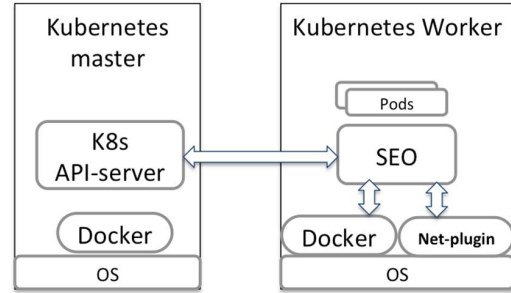 Kubernetes
master
K8s
API-server
Docker
OS
Kubernetes Worker
Pods
SEO
Docker
Net-plugin
OS